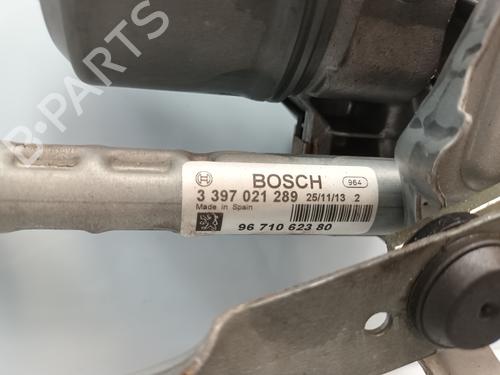 B-PARTS
BOSCH 964
3 397 021 289 25/11/13 2
Made in Spain
96 710 623 80